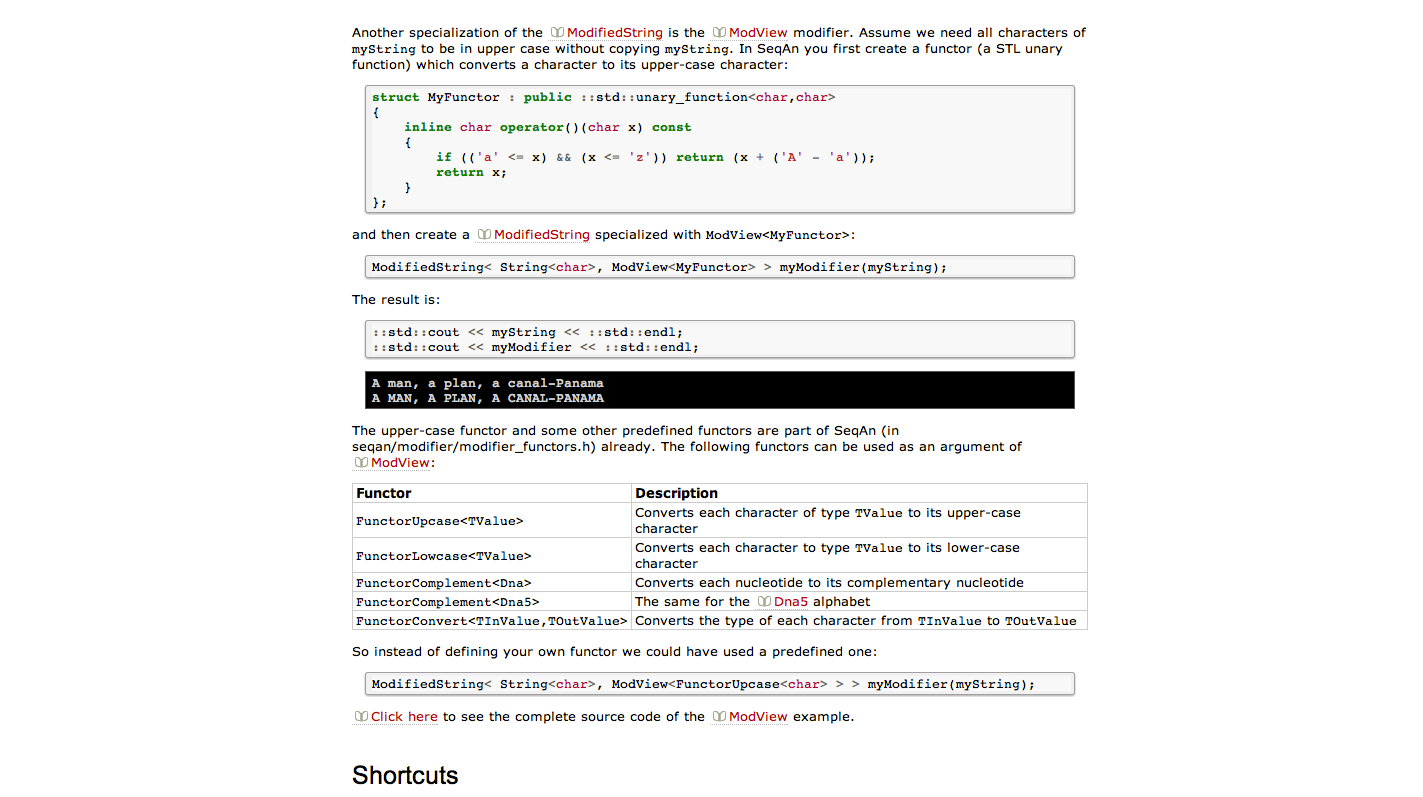 Another specialization of the ModifiedString is the ModView modifier. Assume we need all characters of
myString to be in upper case without copying myString. In SeqAn you first create a functor (a STL unary
function) which converts a character to its upper-case character:
struct MyFunctor : public ::std::unary_function<char,char>
{
    inline char operator()(char x) const
    {
        if (('a' <= x) && (x <= 'z')) return (x + ('A' - 'a'));
        return x;
    }
};
and then create a ModifiedString specialized with ModView<MyFunctor>:
ModifiedString< String<char>, ModView<MyFunctor> > myModifier(myString);
The result is:
::std::cout << myString << ::std::endl;
::std::cout << myModifier << ::std::endl;
A man, a plan, a canal-Panama
A MAN, A PLAN, A CANAL-PANAMA
The upper-case functor and some other predefined functors are part of SeqAn (in
seqan/modifier/modifier_functors.h) already. The following functors can be used as an argument of
ModView:
Functor Description
FunctorUpcase<TValue> Converts each character of type TValue to its upper-case
character
FunctorLowcase<TValue> Converts each character to type TValue to its lower-case
character
FunctorComplement<Dna> Converts each nucleotide to its complementary nucleotide
FunctorComplement<Dna5> The same for the Dna5 alphabet
FunctorConvert<TInValue,TOutValue> Converts the type of each character from TInValue to TOutValue
So instead of defining your own functor we could have used a predefined one:
ModifiedString< String<char>, ModView<FunctorUpcase<char> > > myModifier(myString);
Click here to see the complete source code of the ModView example.
Shortcuts